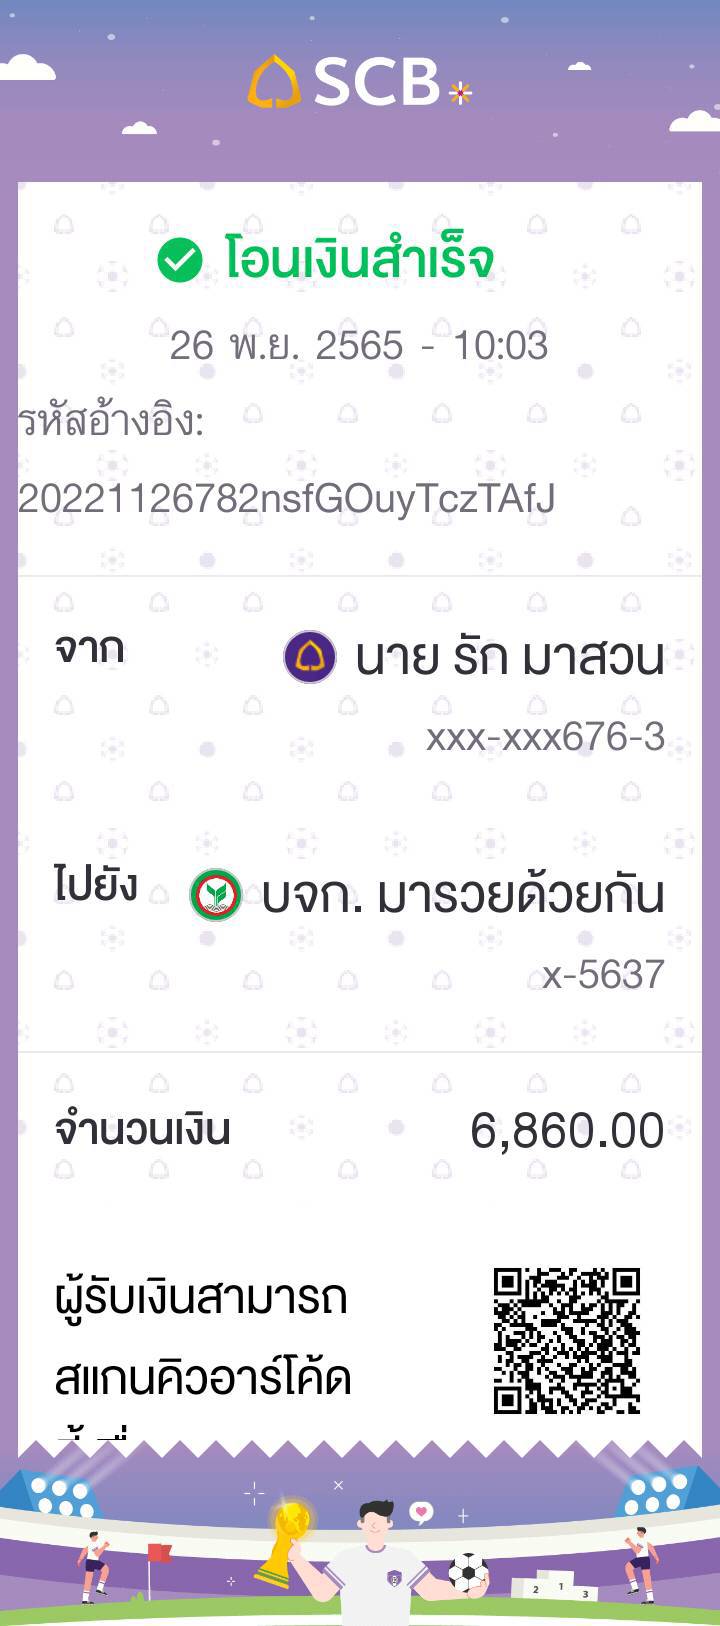 SCB
โอนเงินสำเร็จ
26 พ.ย. 2565 - 10:03
รหัสอ้างอิง:
20221126782nsfGOuyTczTAfJ
จาก นาย รัก มาสวน
xxx-xxx676-3
ไปยัง บจก. มารวยด้วยกัน
x-5637
จำนวนเงิน 6,860.00
ผู้รับเงินสามารถ
สแกนคิวอาร์โค้ด
2 1 3